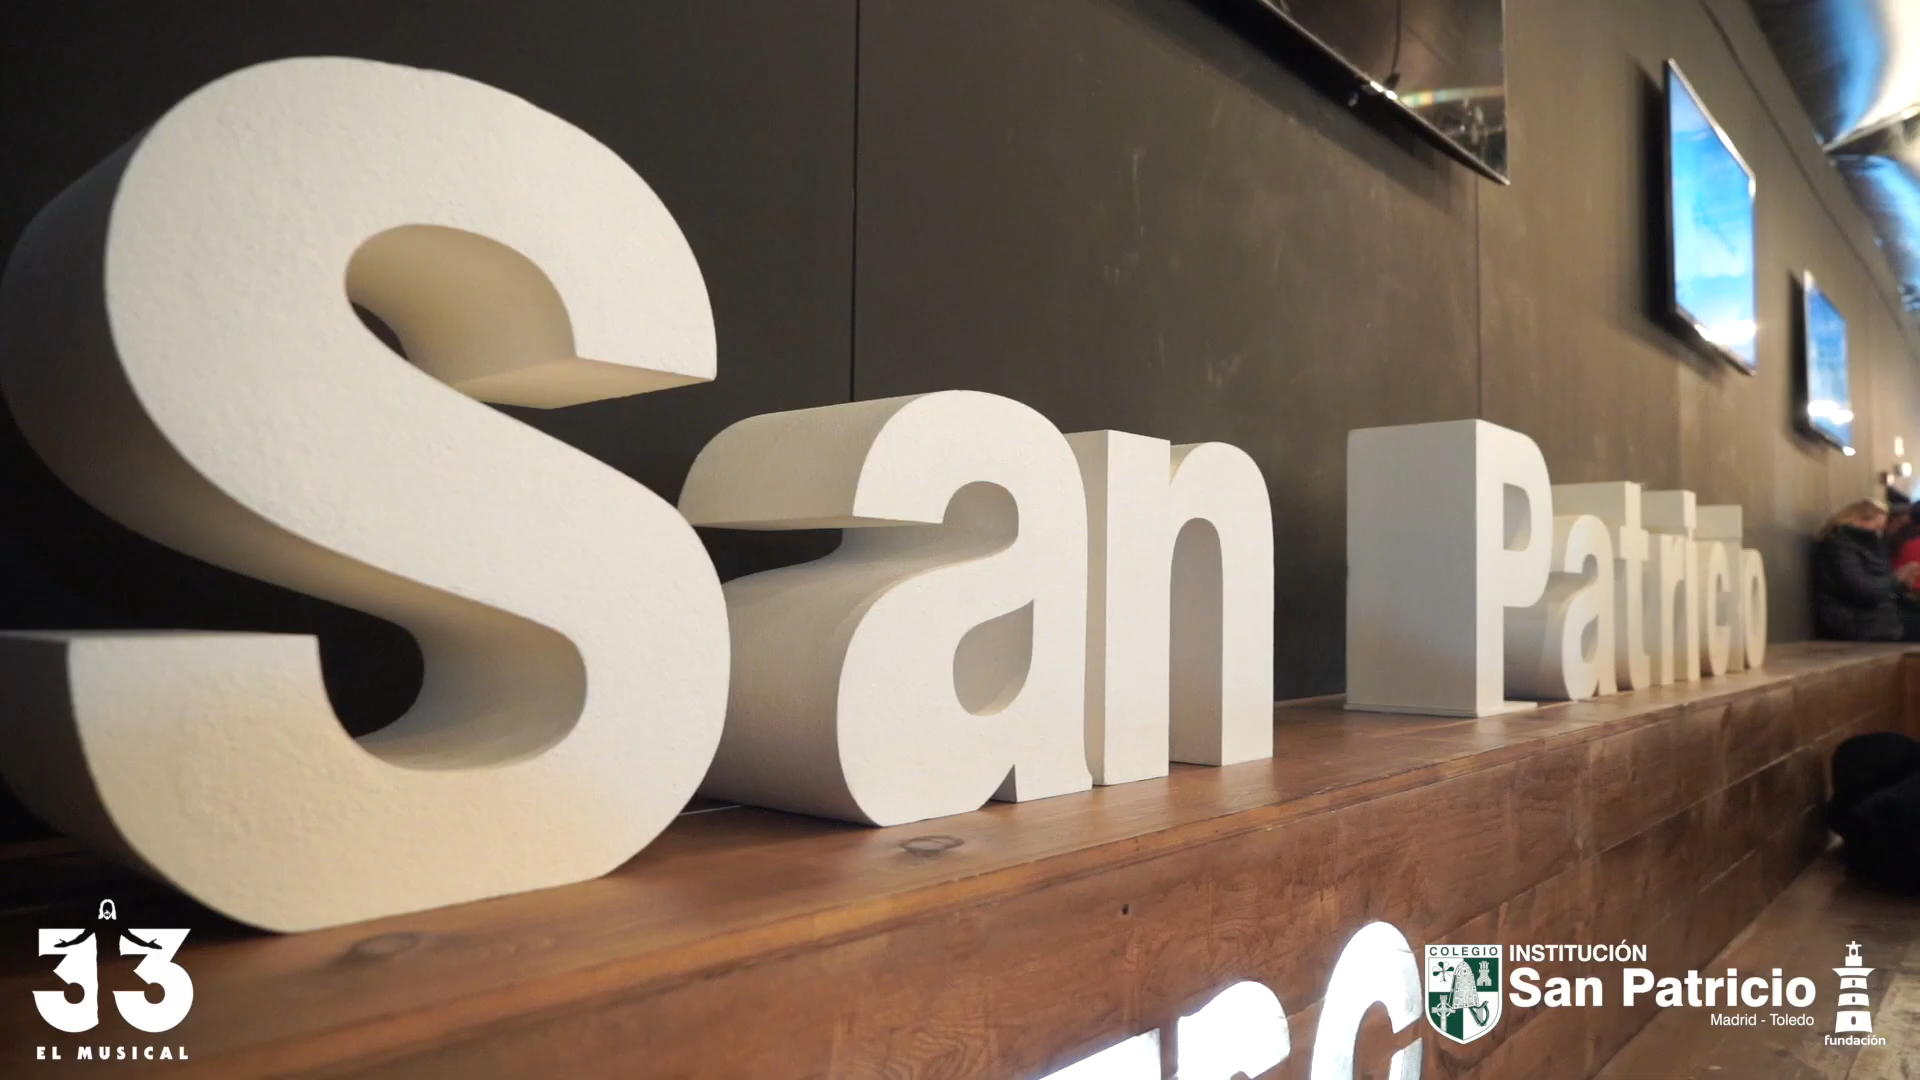 San Patricio
33
EL MUSICAL
COLEGIO
INSTITUCIÓN
San Patricio
Madrid - Toledo
fundación